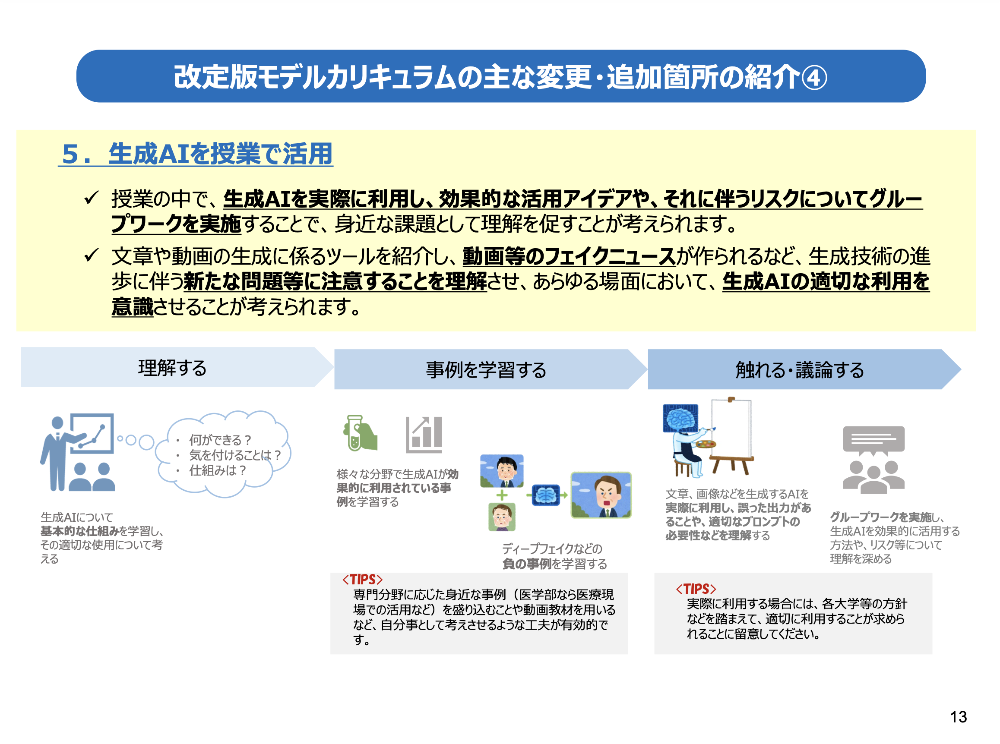 改定版モデルカリキュラムの主な変更・追加箇所の紹介④
５．生成AIを授業で活用
✓ 授業の中で、生成AIを実際に利用し、効果的な活用アイデアや、それに伴うリスクについてグルー
プワークを実施することで、身近な課題として理解を促すことが考えられます。
✓ 文章や動画の生成に係るツールを紹介し、動画等のフェイクニュースが作られるなど、生成技術の進
歩に伴う新たな問題等に注意することを理解させ、あらゆる場面において、生成AIの適切な利用を
意識させることが考えられます。
理解する
・ 何ができる？
・ 気を付けることは？
・ 仕組みは？
生成AIについて
基本的な仕組みを学習し、
その適切な使用について考
える
事例を学習する
様々な分野で生成AIが効
果的に利用されている事
例を学習する
ディープフェイクなどの
負の事例を学習する
<TIPS>
専門分野に応じた身近な事例（医学部なら医療現
場での活用など）を盛り込むことや動画教材を用いる
など、自分事として考えさせるような工夫が有効的で
す。
触れる・議論する
文章、画像などを生成するAIを
実際に利用し、誤った出力があ
ることや、適切なプロンプトの
必要性などを理解する
グループワークを実施し、
生成AIを効果的に活用する
方法や、リスク等について
理解を深める
<TIPS>
実際に利用する場合には、各大学等の方針
などを踏まえて、適切に利用することが求めら
れることに留意してください。
13